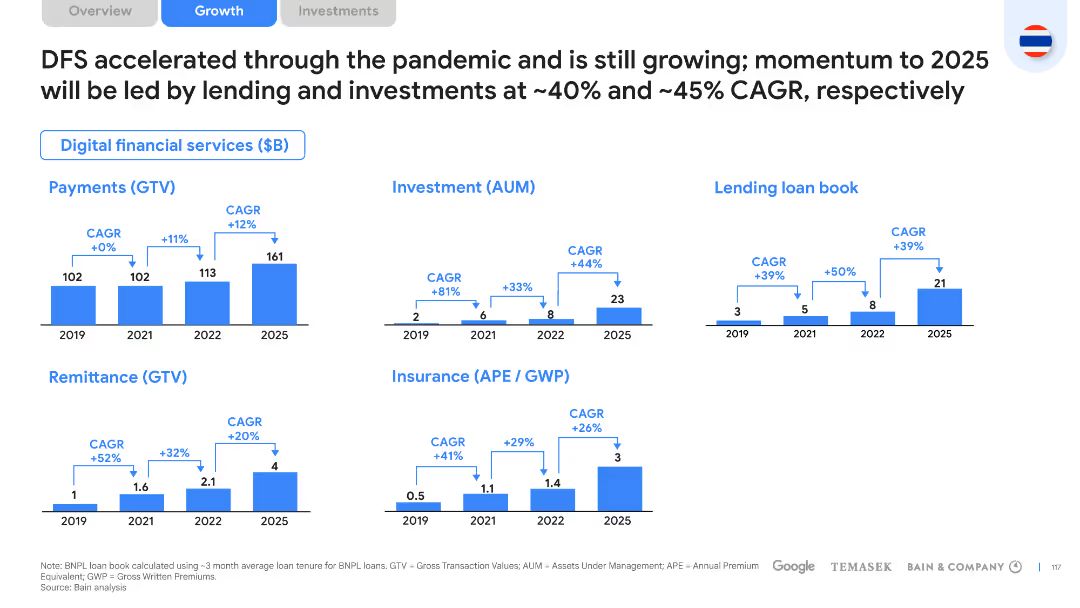 Overview
Growth
Investments
DFS accelerated through the pandemic and is still growing; momentum to 2025
will be led by lending and investments at ~40% and ~45% CAGR, respectively
Digital financial services ($B)
Payments (GTV)
CAGR
+0%
+11%
CAGR
+12%
102
102
113
161
2019
2021
2022
2025
Investment (AUM)
CAGR
+81%
+33%
CAGR
+44%
2
6
8
23
2019
2021
2022
2025
Lending loan book
CAGR
+39%
+50%
CAGR
+39%
3
5
8
21
2019
2021
2022
2025
Remittance (GTV)
CAGR
+52%
+32%
CAGR
+20%
1
1.6
2.1
4
2019
2021
2022
2025
Insurance (APE / GWP)
CAGR
+41%
+29%
CAGR
+26%
0.5
1.1
1.4
3
2019
2021
2022
2025
Note: BNPL loan book calculated using ~3 month average loan tenure for BNPL loans. GTV = Gross Transaction Values; AUM = Assets Under Management; APE = Annual Premium
Equivalent; GWP = Gross Written Premiums.
Source: Bain analysis
Google
TEMASEK
BAIN & COMPANY
117